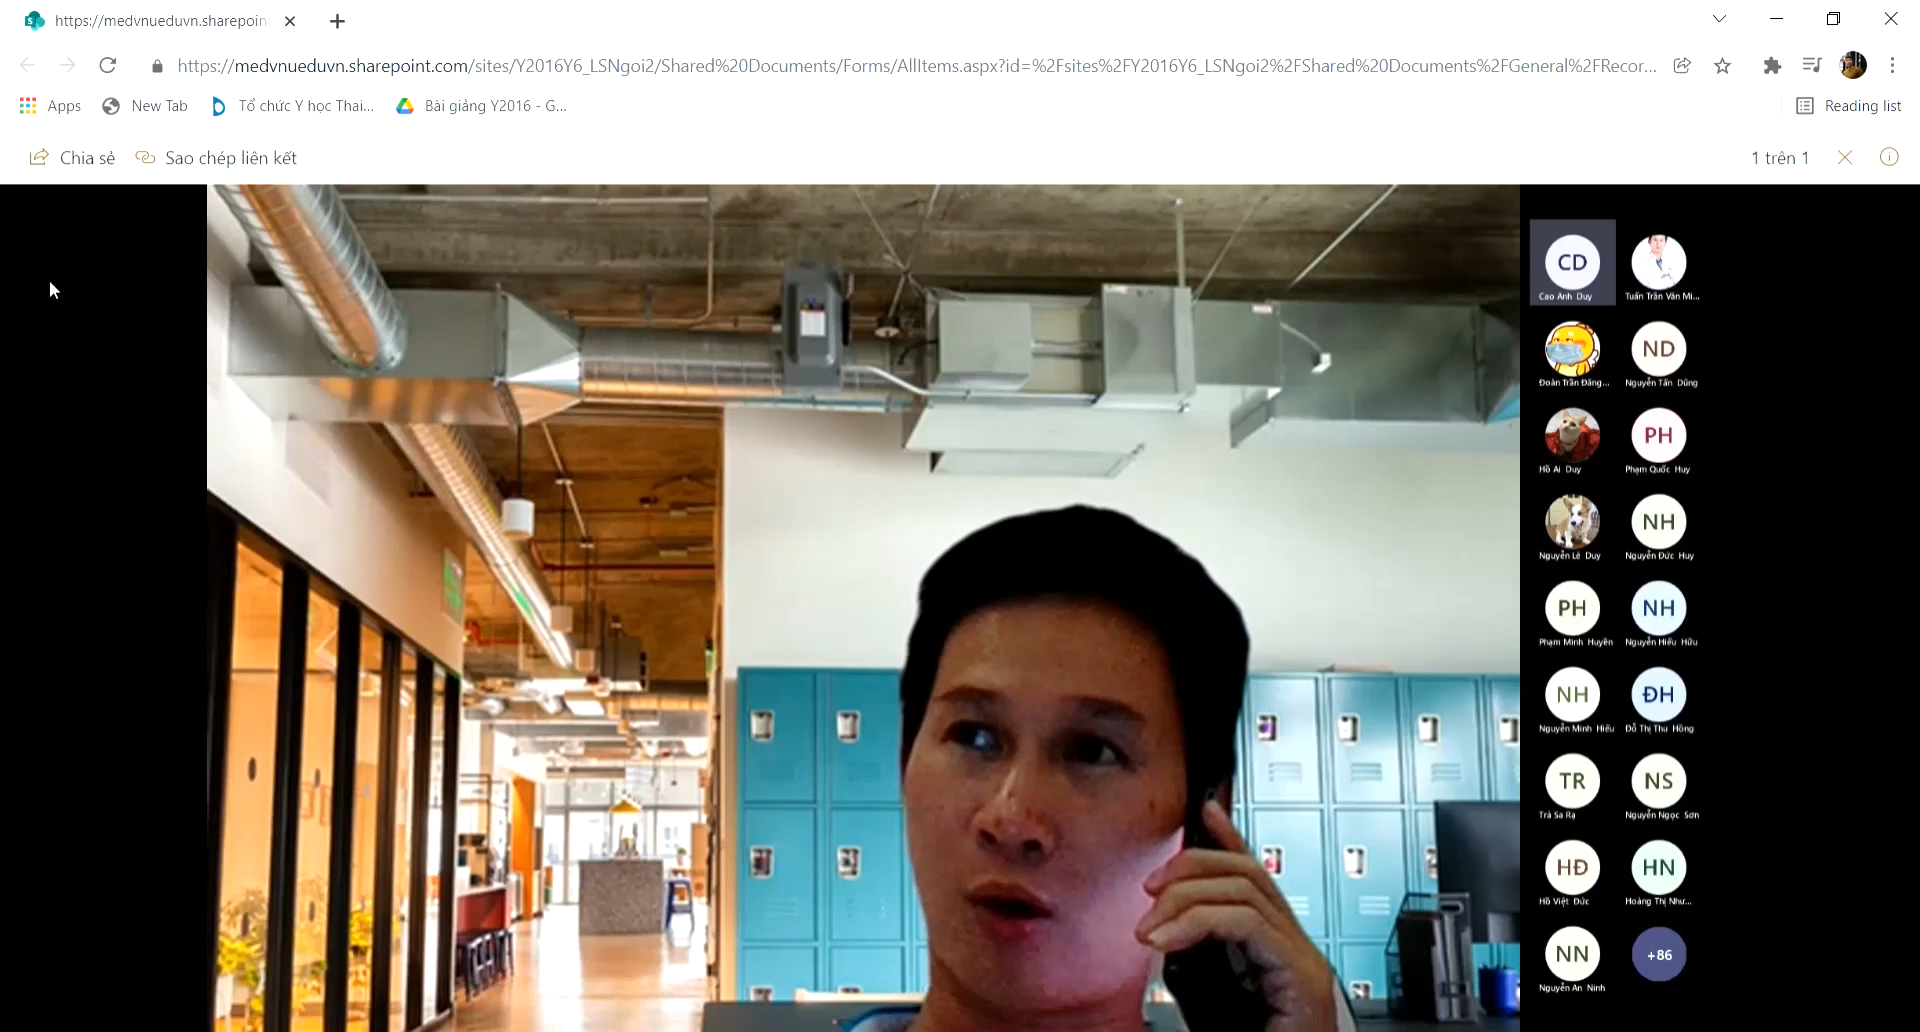 https://medvnueduvn.sharepoin
https://medvnueduvn.sharepoint.com/sites/Y2016Y6_LSNgoi2/Shared%20Documents/Forms/AllItems.aspx?id=%2Fsites%2FY2016Y6_LSNgoi2%2FShared%20Documents%2FGeneral%2FRecor...
Apps New Tab Tổ chức Y học Thai... Bài giảng Y2016 - G... Reading list
Chia sẻ Sao chép liên kết 1 trên 1
CD
Cao Anh Duy Tuấn Trần Văn Mi...
ND
Đoàn Trần Đăng... Nguyễn Tấn Dũng
PH
Hồ Ái Duy Phạm Quốc Huy
NH
Nguyễn Lê Duy Nguyễn Đức Huy
PH NH
Phạm Minh Huyền Nguyễn Hiếu Hữu
NH ĐH
Nguyễn Minh Hiếu Đỗ Thị Thu Hồng
TR NS
Trà Sa Rạ Nguyễn Ngọc Sơn
HĐ HN
Hồ Việt Đức Hoàng Thị Như...
NN +86
Nguyễn An Ninh